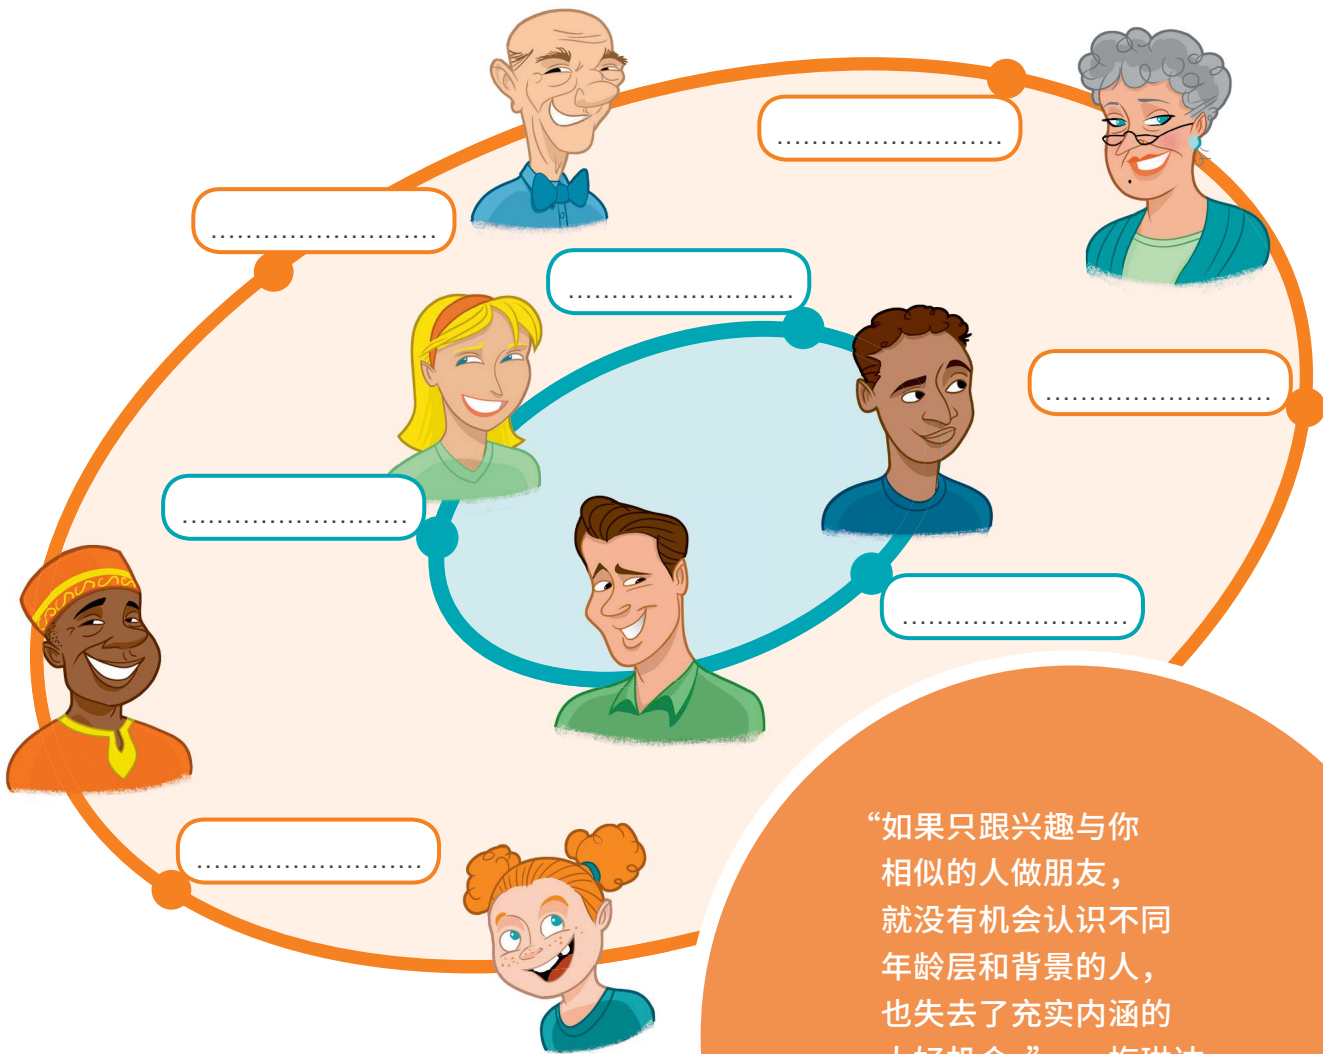 “如果只跟兴趣与你
相似的人做朋友，
就没有机会认识不同
年龄层和背景的人，
也失去了充实内涵的